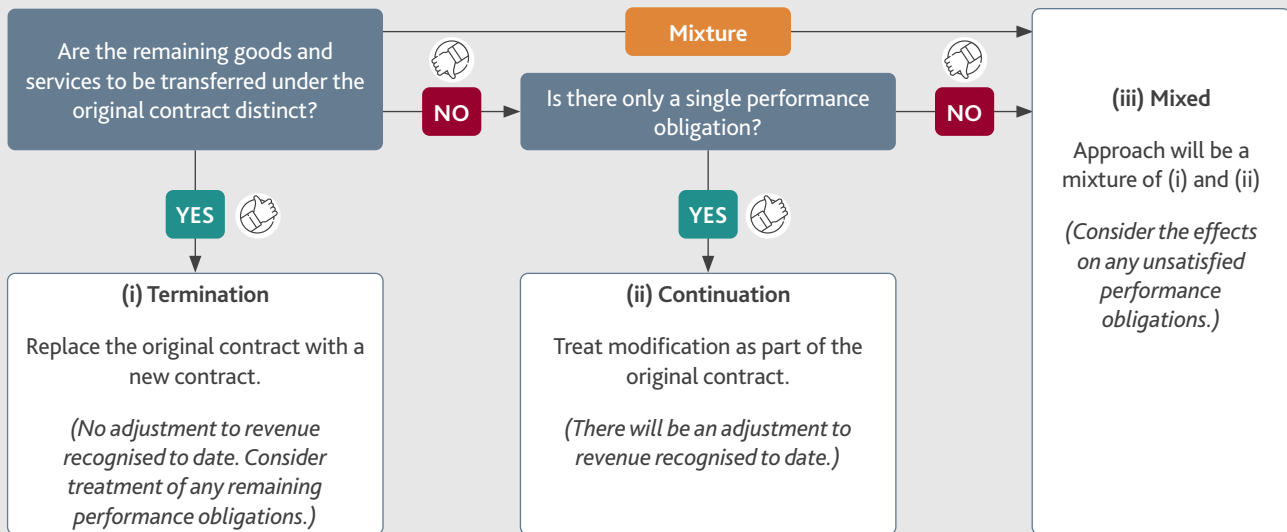 Are the remaining goods and
services to be transferred under the
original contract distinct?
Mixture
NO
Is there only a single performance
obligation?
NO
YES
YES
(i) Termination
Replace the original contract with a
new contract.
(No adjustment to revenue
recognised to date. Consider
treatment of any remaining
performance obligations.)
(ii) Continuation
Treat modification as part of the
original contract.
(There will be an adjustment to
revenue recognised to date.)
(iii) Mixed
Approach will be a
mixture of (i) and (ii)
(Consider the effects
on any unsatisfied
performance
obligations.)